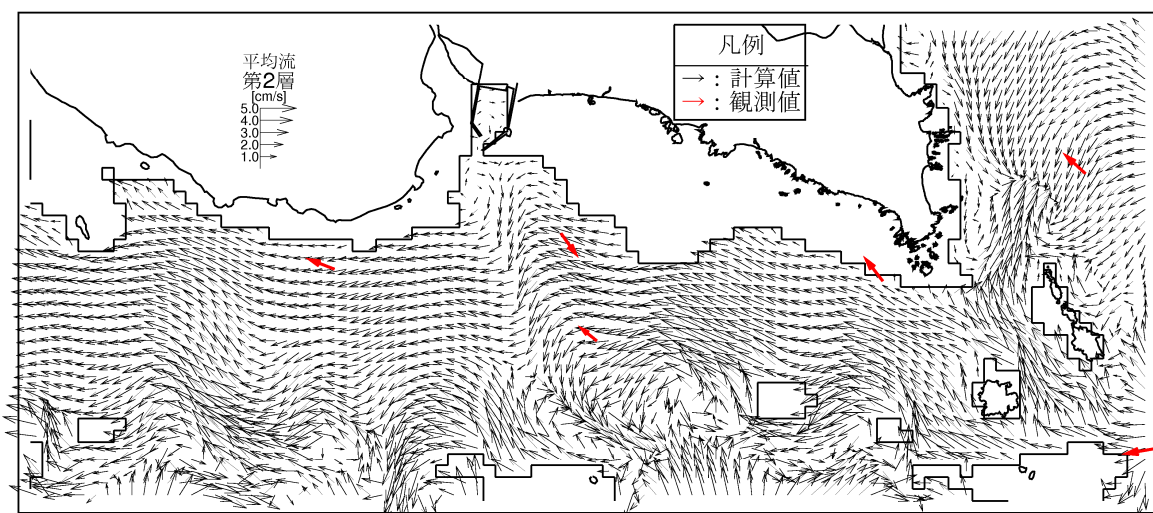 平均流
第2層
[cm/s]
5.0
4.0
3.0
2.0
1.0
凡例
→ : 計算値
→ : 観測値